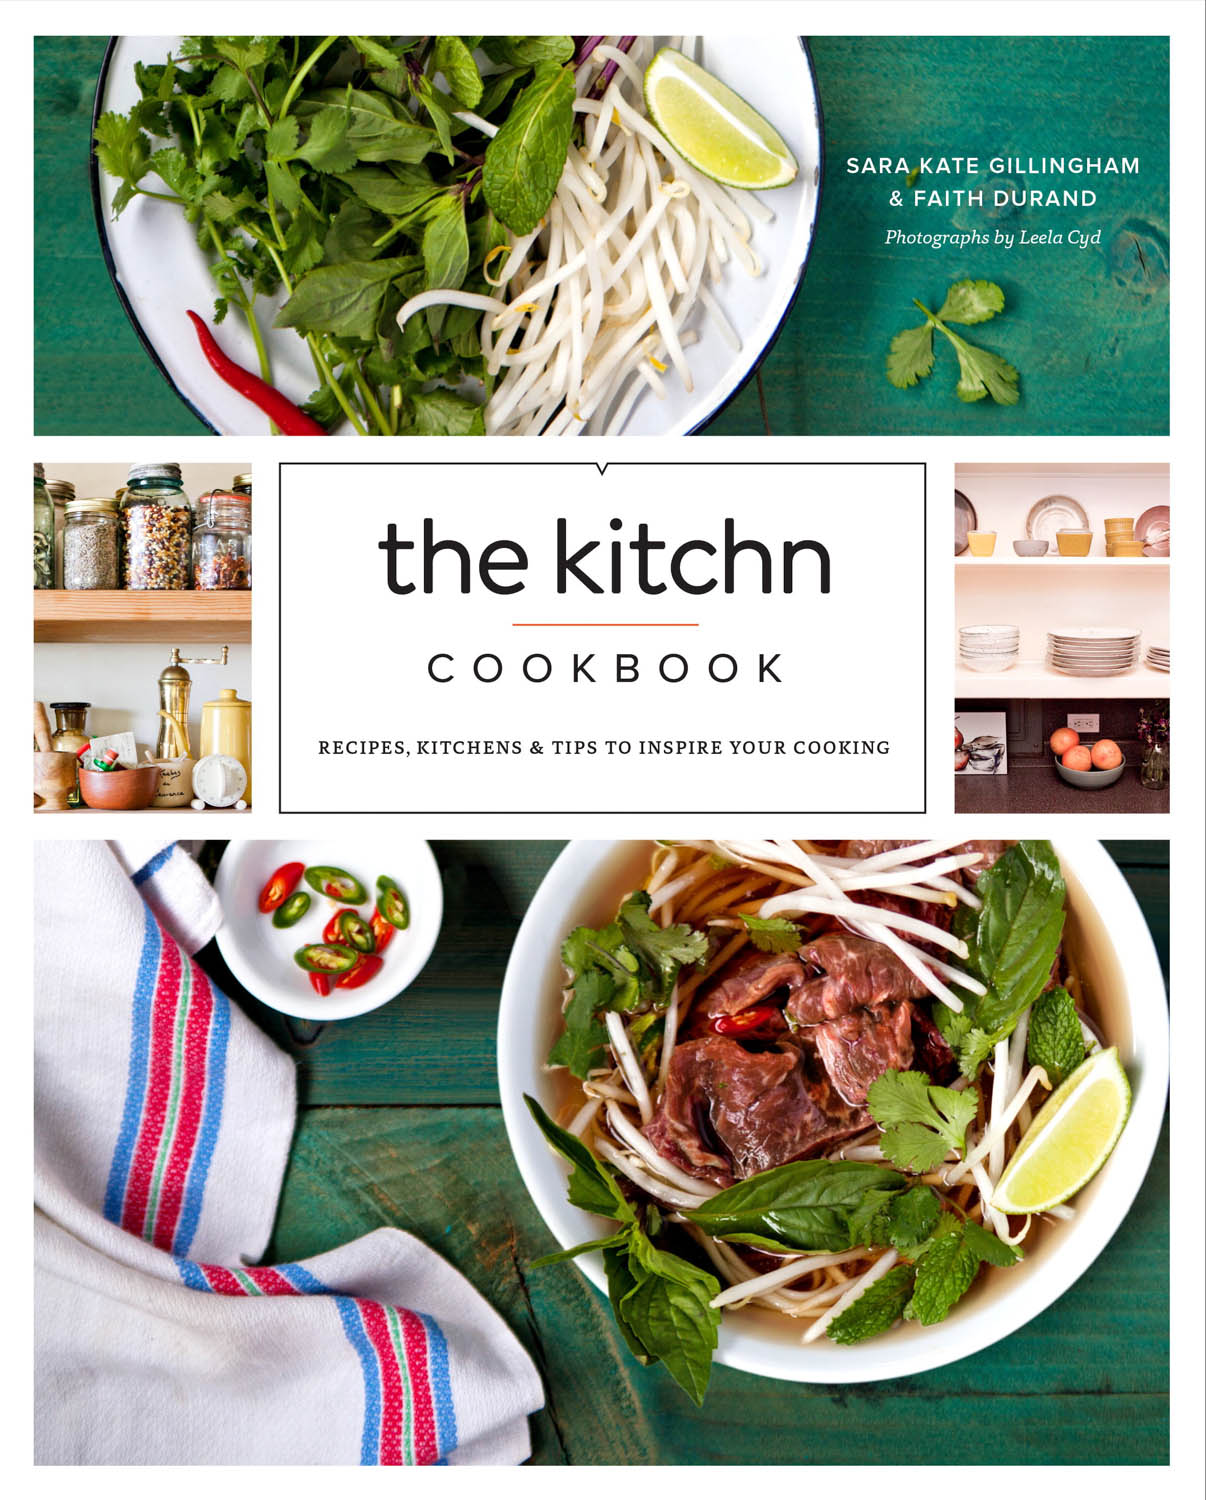 SARA KATE GILLINGHAM
& FAITH DURAND
Photographs by Leela Cyd
the kitchn
COOKBOOK
RECIPES, KITCHENS & TIPS TO INSPIRE YOUR COOKING